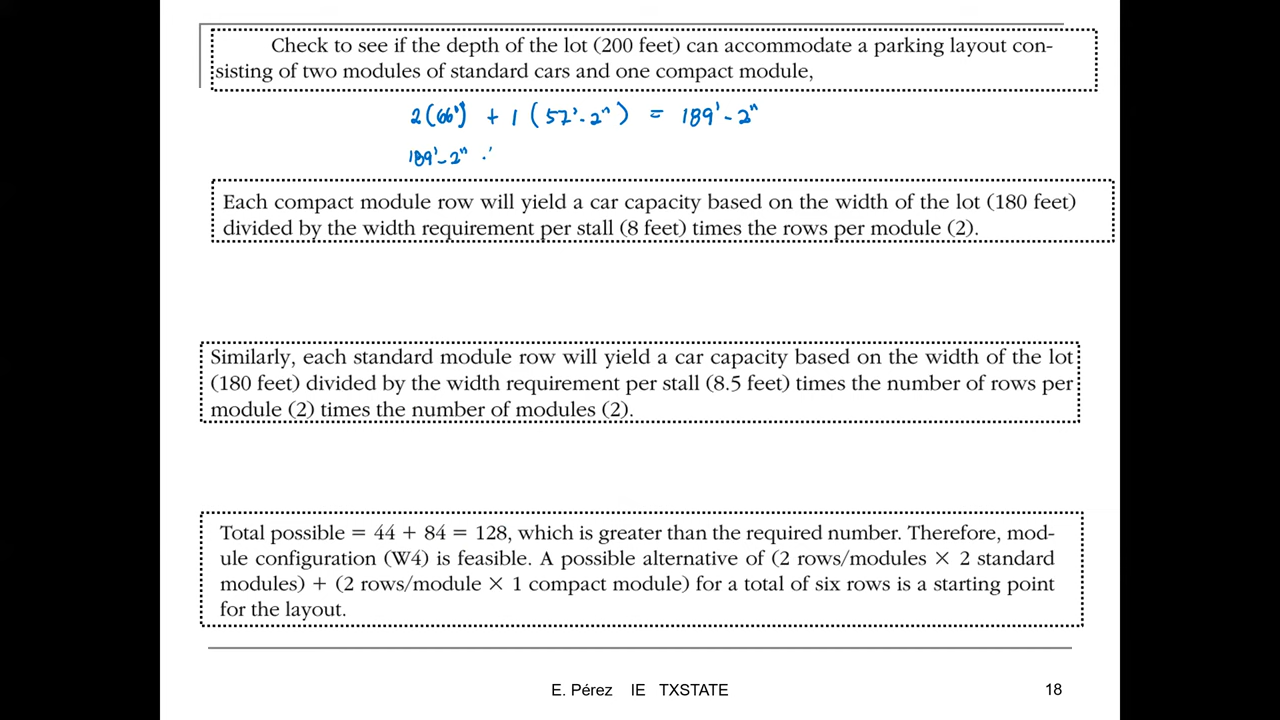 Check to see if the depth of the lot (200 feet) can accommodate a parking layout con-
sisting of two modules of standard cars and one compact module,
2(66') + 1 (57'-2") = 189'-2"
189'-2"
Each compact module row will yield a car capacity based on the width of the lot (180 feet)
divided by the width requirement per stall (8 feet) times the rows per module (2).
Similarly, each standard module row will yield a car capacity based on the width of the lot
(180 feet) divided by the width requirement per stall (8.5 feet) times the number of rows per
module (2) times the number of modules (2).
Total possible = 44 + 84 = 128, which is greater than the required number. Therefore, mod-
ule configuration (W4) is feasible. A possible alternative of (2 rows/modules × 2 standard
modules) + (2 rows/module × 1 compact module) for a total of six rows is a starting point
for the layout.
E. Pérez IE TXSTATE
18